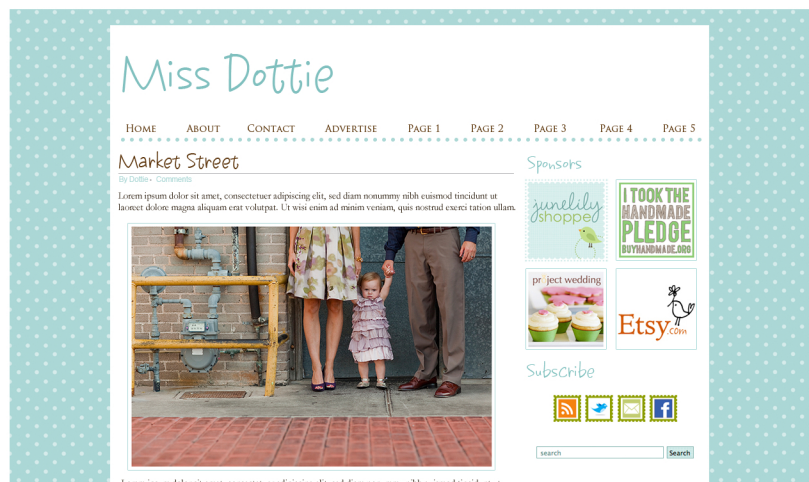 Miss Dottie
Home About Contact Advertise Page 1 Page 2 Page 3 Page 4 Page 5
Market Street
By Dottie • Comments
Lorem ipsum dolor sit amet, consectetuer adipiscing elit, sed diam nonummy nibh euismod tincidunt ut
laoreet dolore magna aliquam erat volutpat. Ut wisi enim ad minim veniam, quis nostrud exerci tation ullam.
Sponsors
junelily
shoppe
I TOOK THE
HANDMADE
PLEDGE
BUYHANDMADE.ORG
project wedding
Etsy.com
Subscribe
search Search